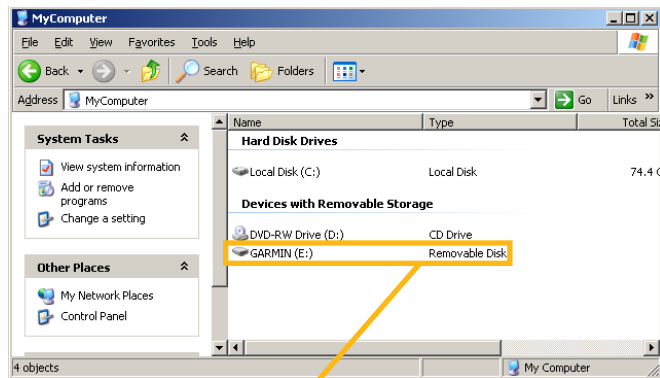 MyComputer
File Edit View Favorites Tools Help
Back Search Folders
Address MyComputer Go Links »
Name Type Total Si
System Tasks
View system information
Add or remove
programs
Change a setting
Other Places
My Network Places
Control Panel
Hard Disk Drives
Local Disk (C:) Local Disk 74.4
Devices with Removable Storage
DVD-RW Drive (D:) CD Drive
GARMIN (E:) Removable Disk
4 objects My Computer